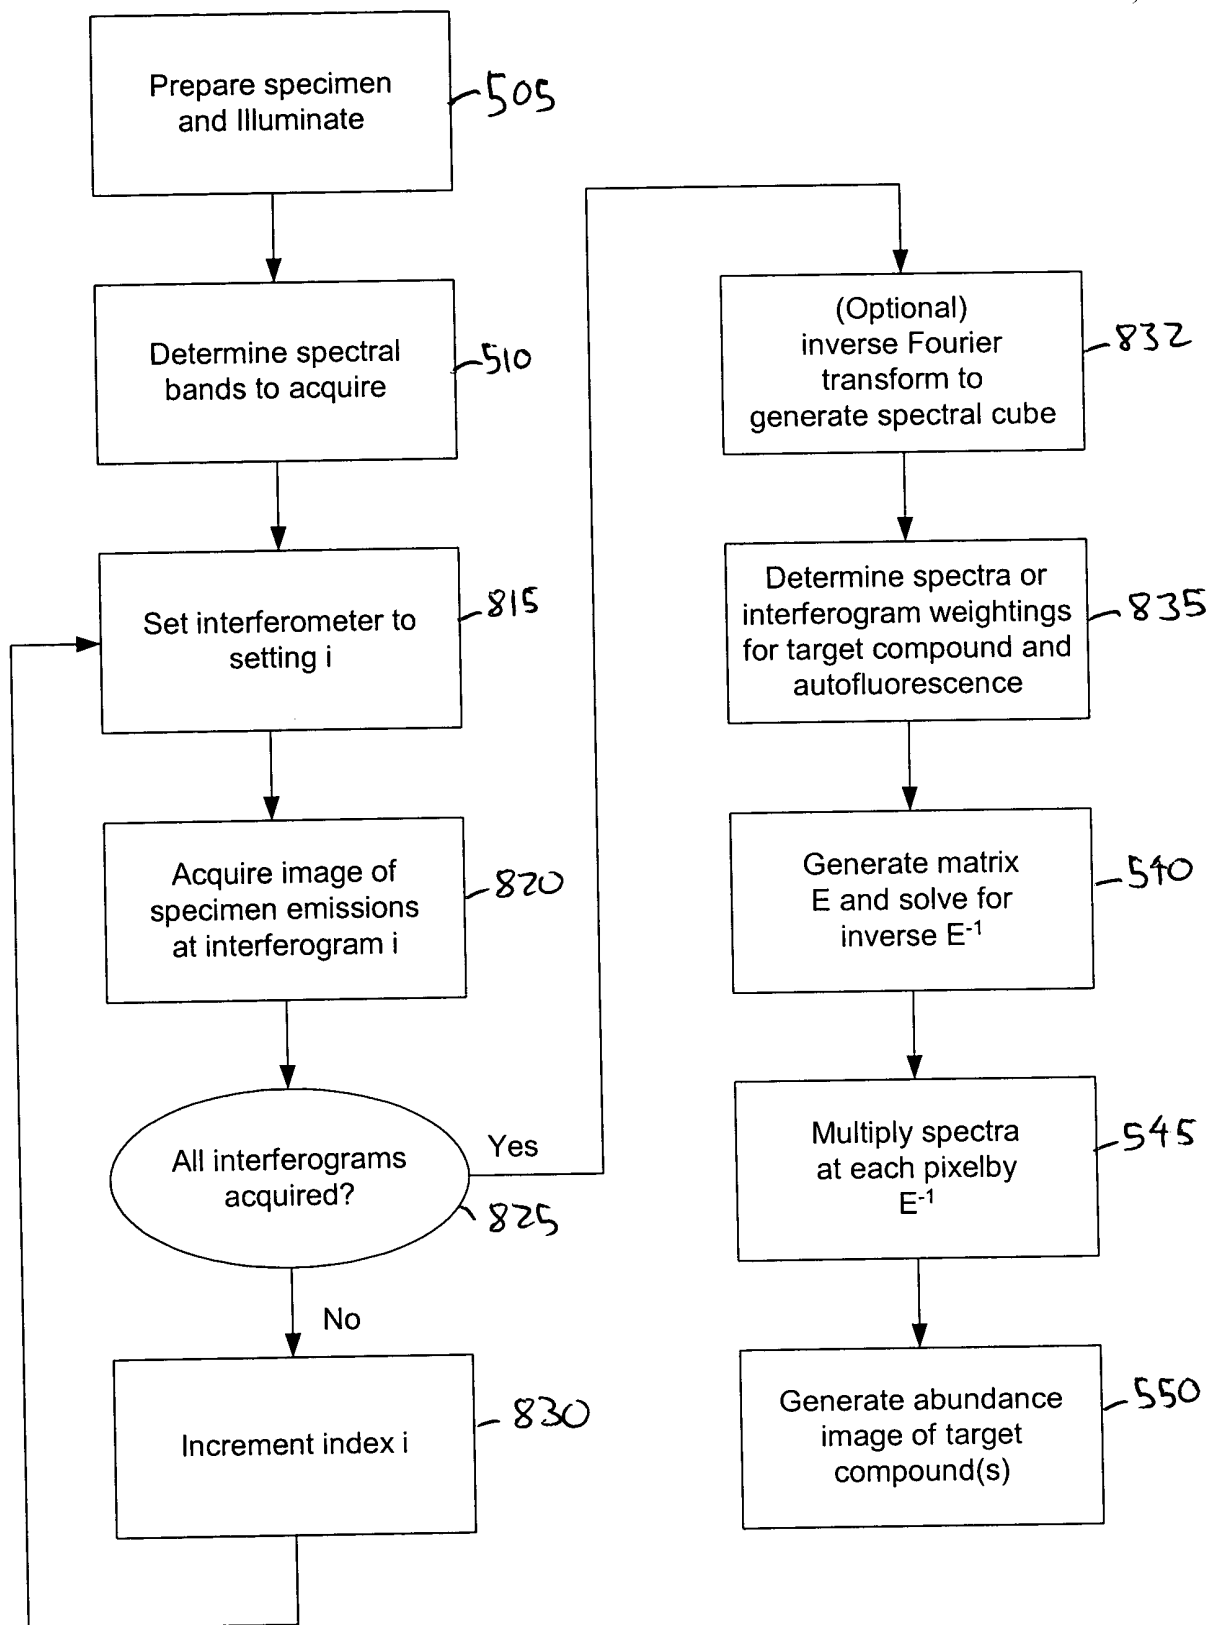 Prepare specimen
and Illuminate
505
Determine spectral
bands to acquire
510
Set interferometer to
setting i
815
Acquire image of
specimen emissions
at interferogram i
820
All interferograms
acquired?
Yes
825
No
Increment index i
830
(Optional)
inverse Fourier
transform to
generate spectral cube
832
Determine spectra or
interferogram weightings
for target compound and
autofluorescence
835
Generate matrix
E and solve for
inverse E-1
540
Multiply spectra
at each pixelby
E-1
545
Generate abundance
image of target
compound(s)
550